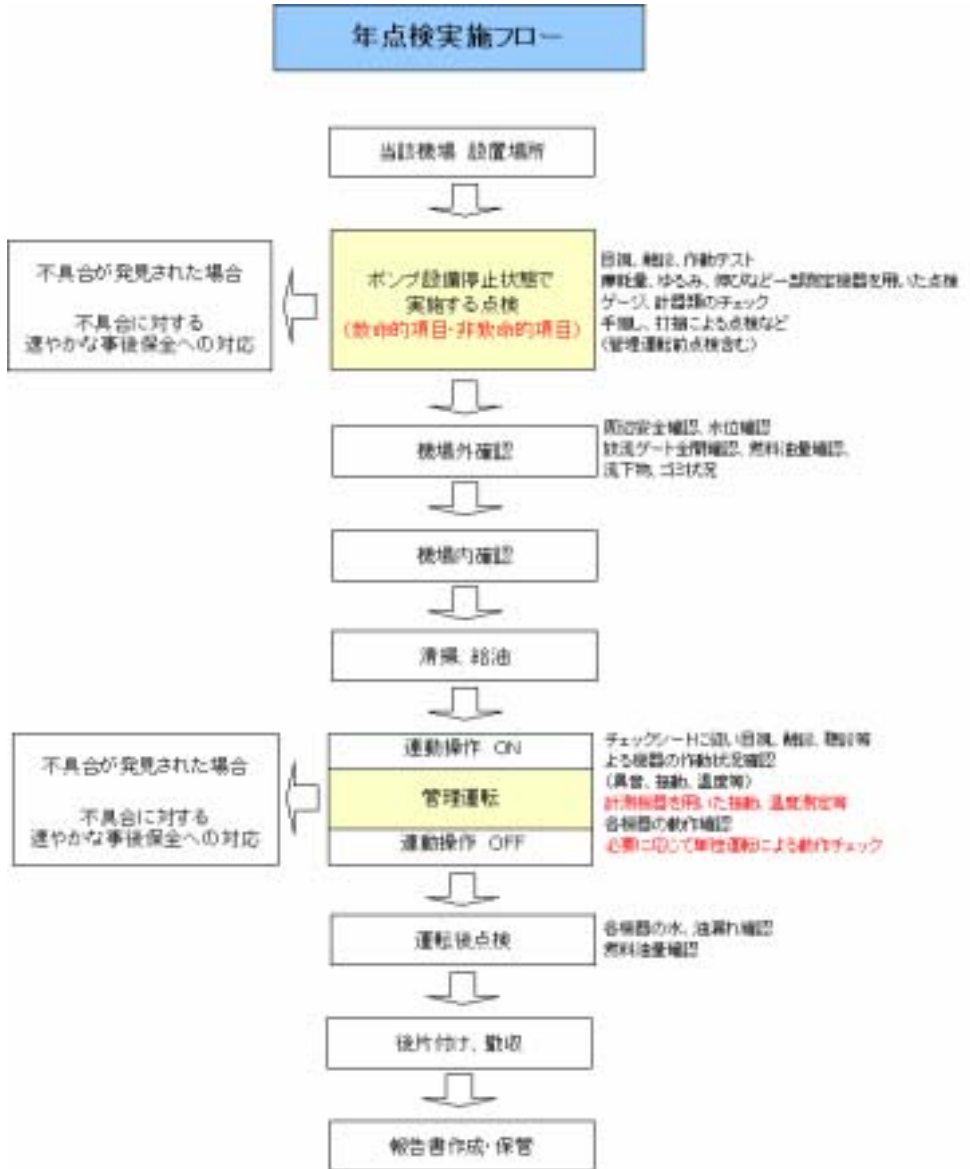 年点検実施フロー
当該機場 設置場所
不具合が発見された場合
不具合に対する
速やかな事後保全への対応
ポンプ設備停止状態で
実施する点検
(致命的項目・非致命的項目)
目視、触診、作動テスト
摩耗量、ゆるみ、伸びなど一部測定機器を用いた点検
ゲージ、計器類のチェック
手廻し、打撃による点検など
(管理運転前点検含む)
機場外確認
周辺安全確認、水位確認
放流ゲート全開確認、燃料油量確認、
流下物、ゴミ状況
機場内確認
清掃、給油
不具合が発見された場合
不具合に対する
速やかな事後保全への対応
連動操作 ON
管理運転
連動操作 OFF
チェックシートに従い目視、触診、聴診等
よる機器の作動状況確認
(異音、振動、温度等)
計測機器を用いた振動、温度測定等
各機器の動作確認
必要に応じて単独運転による動作チェック
運転後点検
各機器の水、油漏れ確認
燃料油量確認
後片付け、撤収
報告書作成・保管